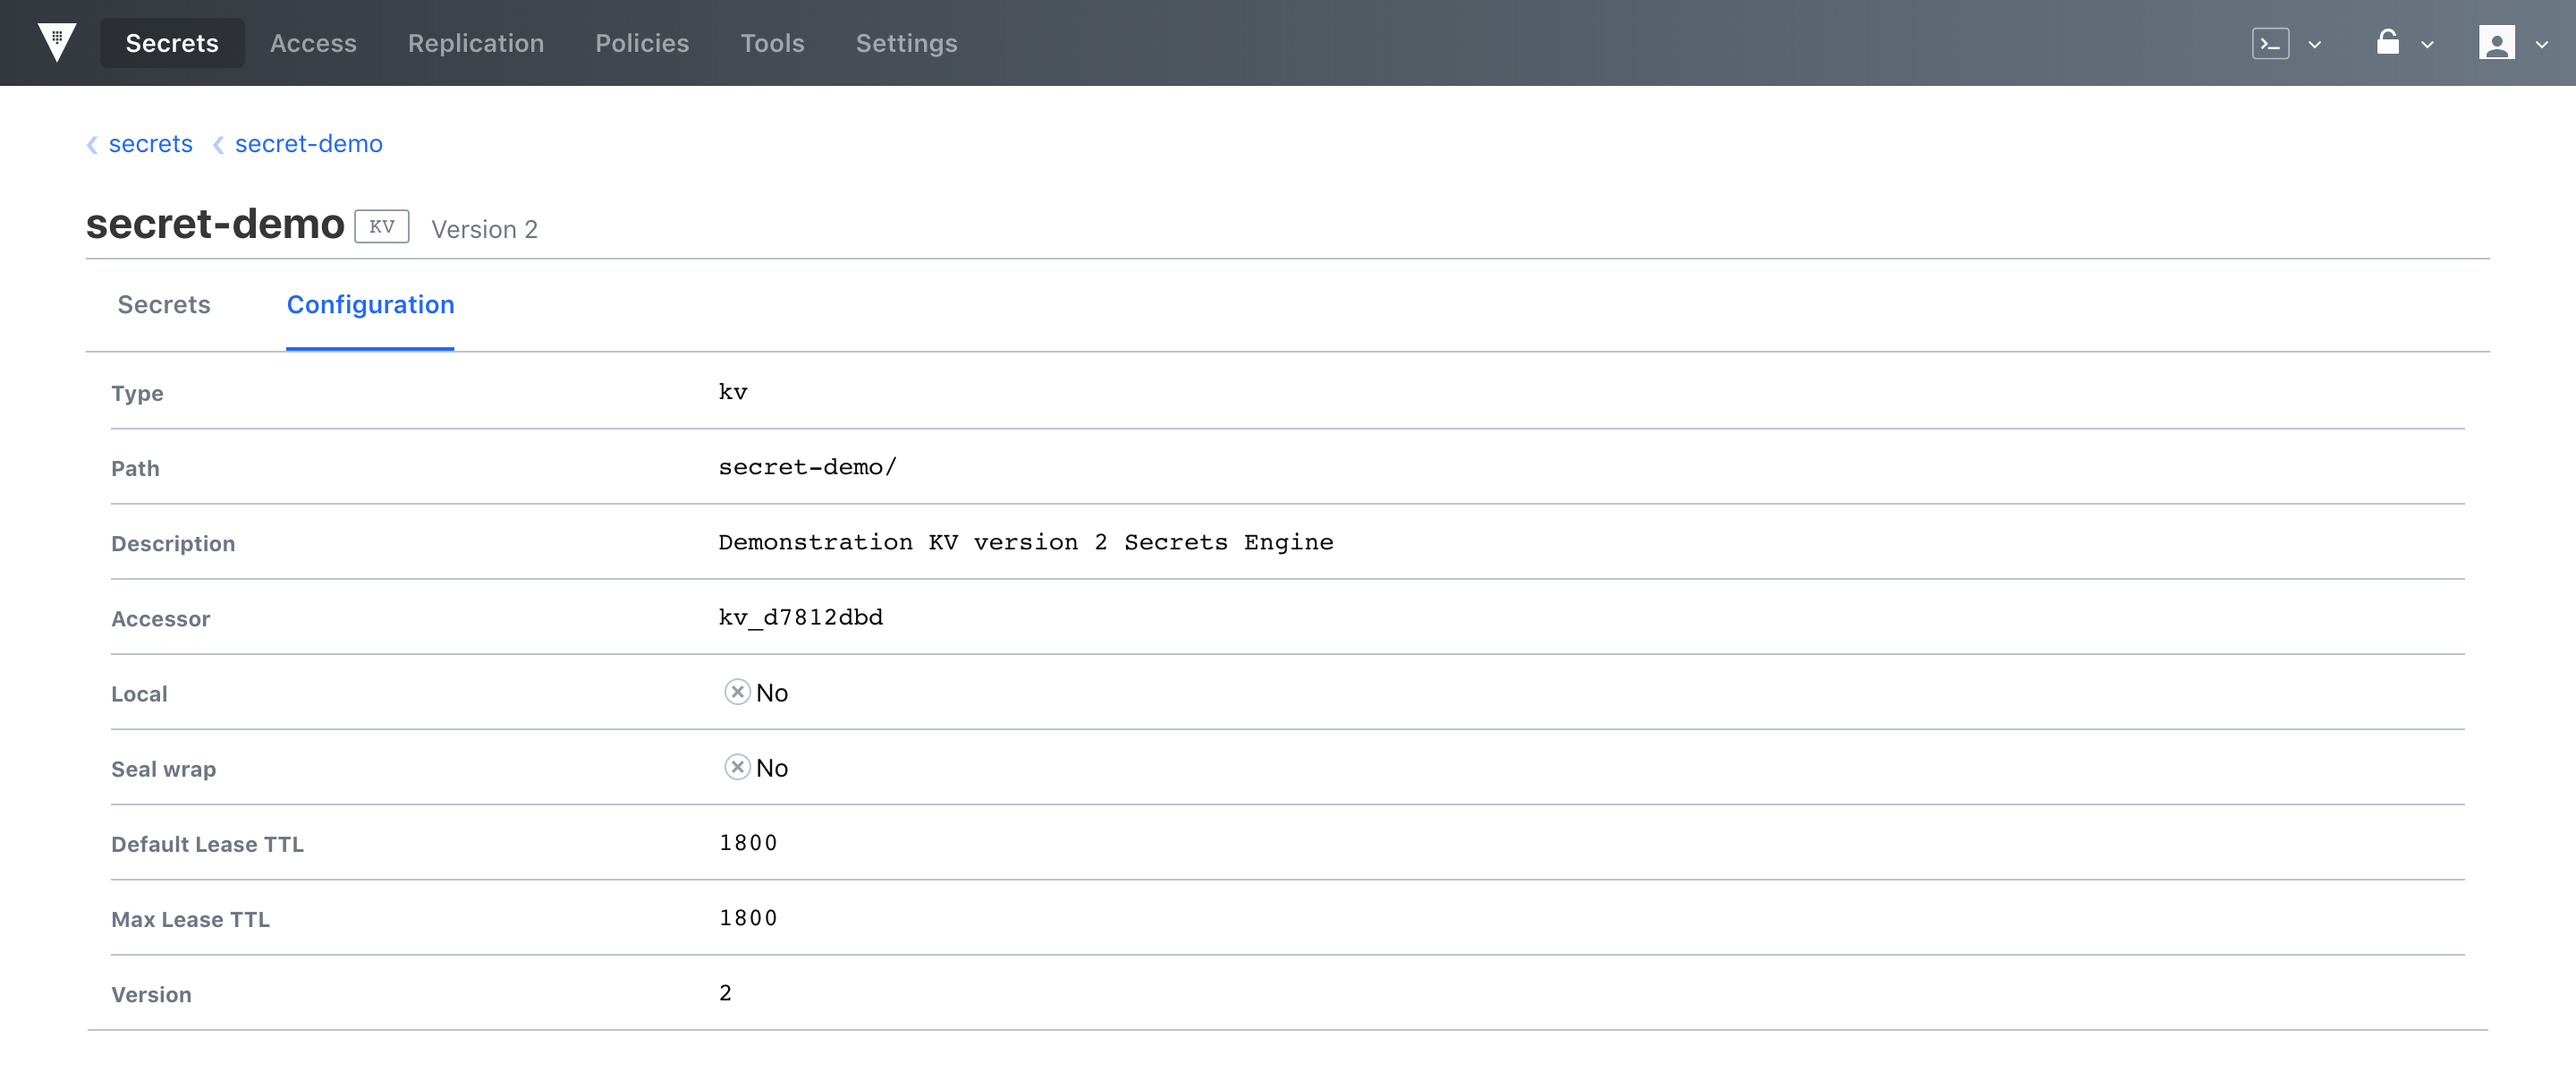 Secrets Access Replication Policies Tools Settings
secrets secret-demo
secret-demo KV Version 2
Secrets Configuration
Type kv
Path secret-demo/
Description Demonstration KV version 2 Secrets Engine
Accessor kv_d7812dbd
Local No
Seal wrap No
Default Lease TTL 1800
Max Lease TTL 1800
Version 2